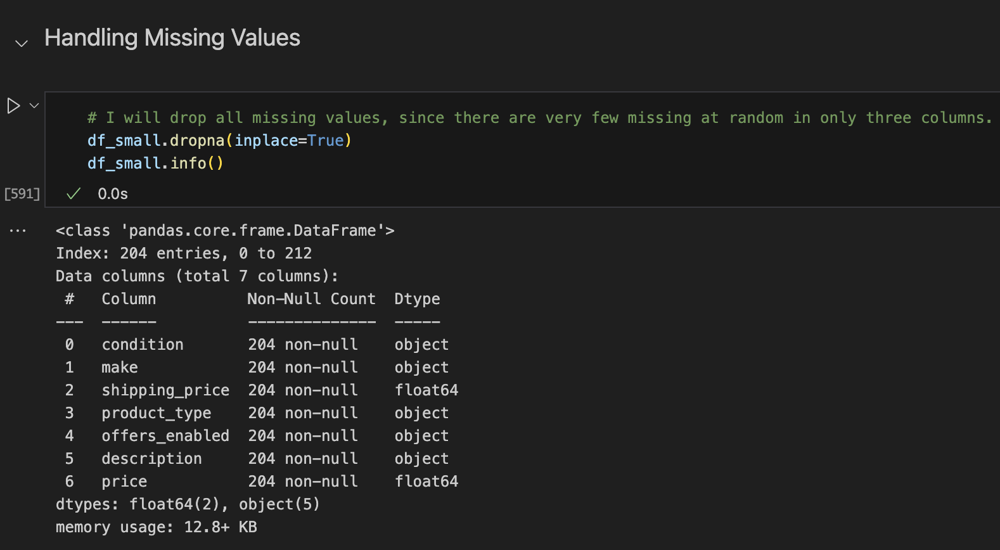 Handling Missing Values
# I will drop all missing values, since there are very few missing at random in only three columns.
df_small.dropna(inplace=True)
df_small.info()
[591] 0.0s
... <class 'pandas.core.frame.DataFrame'>
Index: 204 entries, 0 to 212
Data columns (total 7 columns):
 #   Column          Non-Null Count  Dtype
---  ------          --------------  -----
 0   condition       204 non-null    object
 1   make            204 non-null    object
 2   shipping_price  204 non-null    float64
 3   product_type    204 non-null    object
 4   offers_enabled  204 non-null    object
 5   description     204 non-null    object
 6   price           204 non-null    float64
dtypes: float64(2), object(5)
memory usage: 12.8+ KB